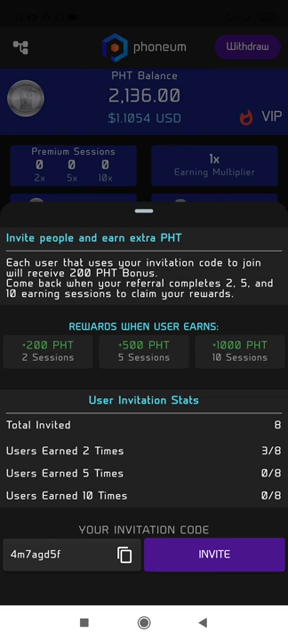 phoneum
Withdraw
PHT Balance
2,136.00
$1.1054 USD
VIP
Premium Sessions
0 0 0
2x 5x 10x
1x
Earning Multiplier
Invite people and earn extra PHT
Each user that uses your invitation code to join
will receive 200 PHT Bonus.
Come back when your referral completes 2, 5, and
10 earning sessions to claim your rewards.
REWARDS WHEN USER EARNS:
+200 PHT +500 PHT +1000 PHT
2 Sessions 5 Sessions 10 Sessions
User Invitation Stats
Total Invited 8
Users Earned 2 Times 3/8
Users Earned 5 Times 0/8
Users Earned 10 Times 0/8
YOUR INVITATION CODE
4m7agd5f INVITE